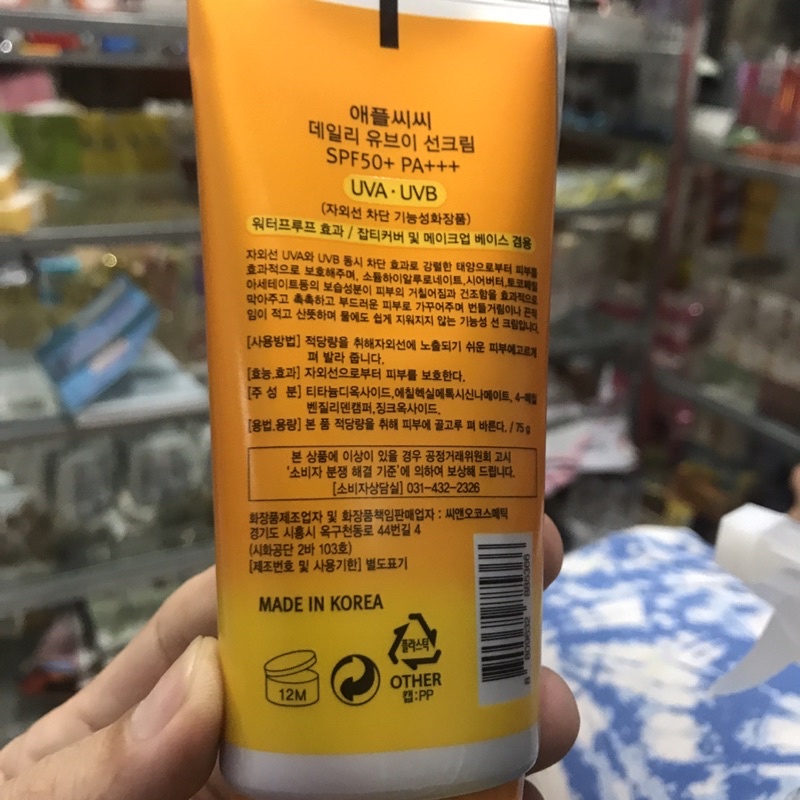 애플씨씨
데일리 유브이 선크림
SPF50+ PA+++
UVA · UVB
(자외선 차단 기능성화장품)
워터프루프 효과 / 잡티커버 및 메이크업 베이스 겸용
자외선 UVA와 UVB 동시 차단 효과로 강렬한 태양으로부터 피부를
효과적으로 보호해주며, 소듐하이알루로네이트,시어버터,토코페릴
아세테이트등의 보습성분이 피부의 거칠어짐과 건조함을 효과적으로
막아주고 촉촉하고 부드러운 피부로 가꾸어주며 번들거림이나 끈적
임이 적고 산뜻하며 물에도 쉽게 지워지지 않는 기능성 선 크림입니다.
[사용방법] 적당량을 취해자외선에 노출되기 쉬운 피부에고르게
펴 발라 줍니다.
[효능,효과] 자외선으로부터 피부를 보호한다.
[주 성 분] 티타늄디옥사이드,에칠헥실메톡시신나메이트, 4-메칠
벤질리덴캠퍼,징크옥사이드.
[용법,용량] 본 품 적당량을 취해 피부에 골고루 펴 바른다. / 75 g
본 상품에 이상이 있을 경우 공정거래위원회 고시
'소비자 분쟁 해결 기준'에 의하여 보상해 드립니다.
[소비자상담실] 031-432-2326
화장품제조업자 및 화장품책임판매업자 : 씨앤오코스메틱
경기도 시흥시 옥구천동로 44번길 4
(시화공단 2바 103호)
[제조번호 및 사용기한] 별도표기
MADE IN KOREA
12M
플라스틱
OTHER
캡:PP